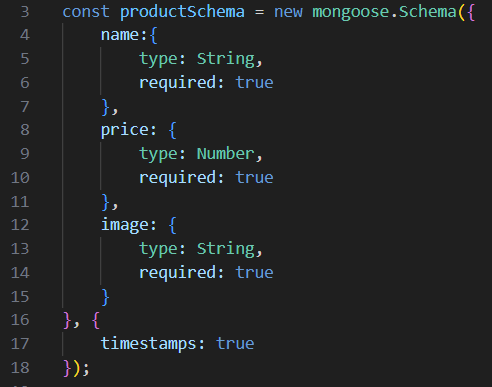 3 const productSchema = new mongoose.Schema({
4     name:{
5         type: String,
6         required: true
7     },
8     price: {
9         type: Number,
10         required: true
11     },
12     image: {
13         type: String,
14         required: true
15     }
16 }, {
17     timestamps: true
18 });